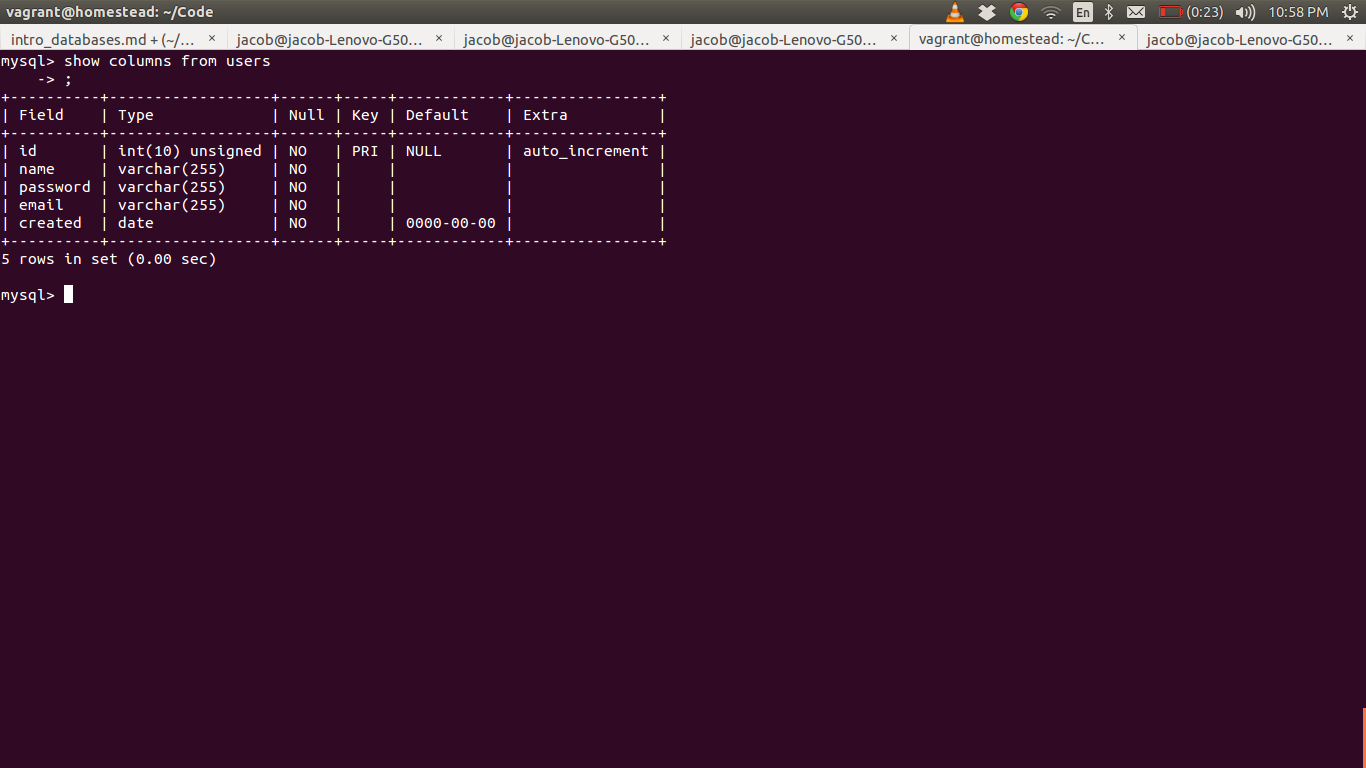 vagrant@homestead: ~/Code
En
(0:23)
10:58 PM
intro_databases.md + (~/... × jacob@jacob-Lenovo-G50... × jacob@jacob-Lenovo-G50... × jacob@jacob-Lenovo-G50... × vagrant@homestead: ~/C... × jacob@jacob-Lenovo-G50... ×
mysql> show columns from users
    -> ;
+----------+------------------+------+-----+------------+----------------+
| Field    | Type             | Null | Key | Default    | Extra          |
+----------+------------------+------+-----+------------+----------------+
| id       | int(10) unsigned | NO   | PRI | NULL       | auto_increment |
| name     | varchar(255)     | NO   |     |            |                |
| password | varchar(255)     | NO   |     |            |                |
| email    | varchar(255)     | NO   |     |            |                |
| created  | date             | NO   |     | 0000-00-00 |                |
+----------+------------------+------+-----+------------+----------------+
5 rows in set (0.00 sec)
mysql>